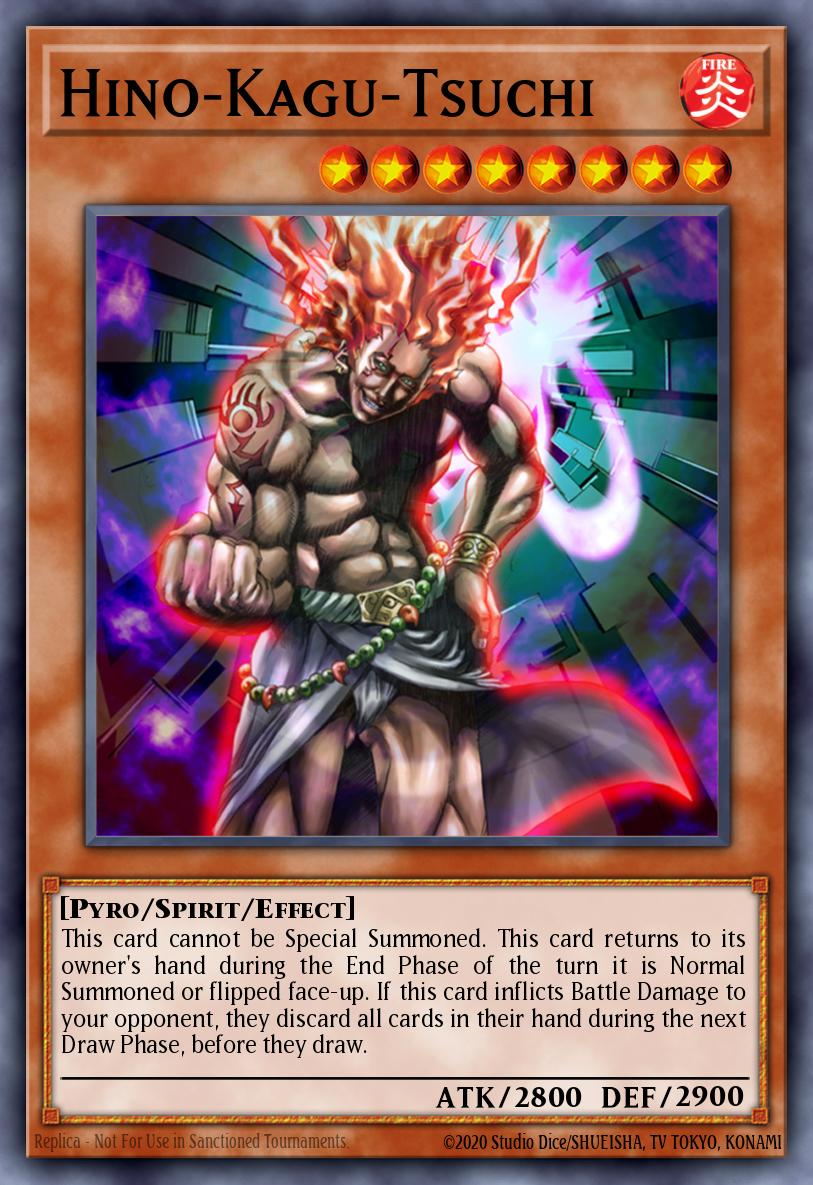 Hino-Kagu-Tsuchi
FIRE
炎
[Pyro/Spirit/Effect]
This card cannot be Special Summoned. This card returns to its
owner's hand during the End Phase of the turn it is Normal
Summoned or flipped face-up. If this card inflicts Battle Damage to
your opponent, they discard all cards in their hand during the next
Draw Phase, before they draw.
ATK/2800 DEF/2900
Replica - Not For Use in Sanctioned Tournaments.
©2020 Studio Dice/SHUEISHA, TV TOKYO, KONAMI